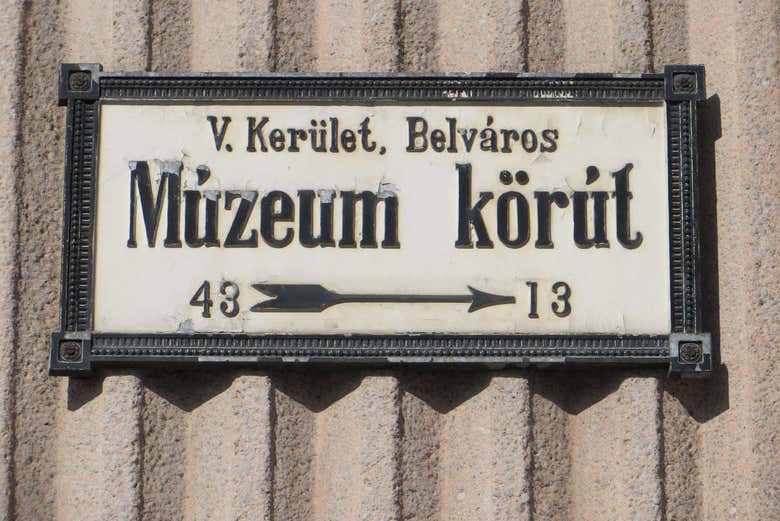 V. Kerület, Belváros
Múzeum körút
43 13